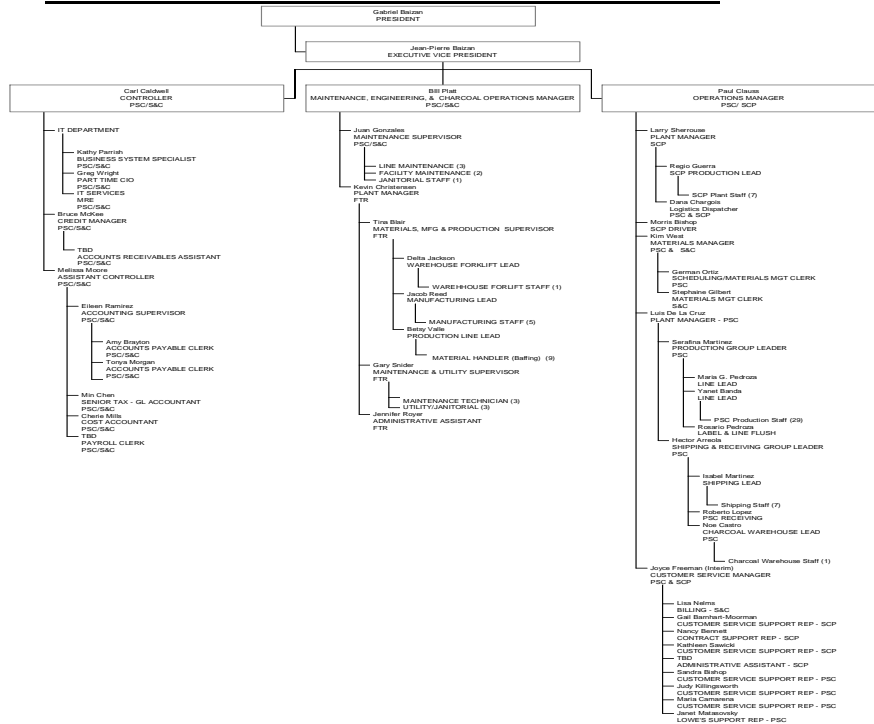 Gabriel Baizan
PRESIDENT
Jean-Pierre Baizan
EXECUTIVE VICE PRESIDENT
Carl Caldwell
CONTROLLER
PSC/S&C
Bill Platt
MAINTENANCE, ENGINEERING, & CHARCOAL OPERATIONS MANAGER
PSC/S&C
Paul Clauss
OPERATIONS MANAGER
PSC/ SCP
IT DEPARTMENT
Kathy Parrish
BUSINESS SYSTEM SPECIALIST
PSC/S&C
Greg Wright
PART TIME CIO
PSC/S&C
IT SERVICES
MRE
PSC/S&C
Bruce McKee
CREDIT MANAGER
PSC/S&C
TBD
ACCOUNTS RECEIVABLES ASSISTANT
PSC/S&C
Melissa Moore
ASSISTANT CONTROLLER
PSC/S&C
Eileen Ramirez
ACCOUNTING SUPERVISOR
PSC/S&C
Amy Brayton
ACCOUNTS PAYABLE CLERK
PSC/S&C
Tonya Morgan
ACCOUNTS PAYABLE CLERK
PSC/S&C
Min Chen
SENIOR TAX - GL ACCOUNTANT
PSC/S&C
Cherie Mills
COST ACCOUNTANT
PSC/S&C
TBD
PAYROLL CLERK
PSC/S&C
Juan Gonzales
MAINTENANCE SUPERVISOR
PSC/S&C
LINE MAINTENANCE (3)
FACILITY MAINTENANCE (2)
JANITORIAL STAFF (1)
Kevin Christensen
PLANT MANAGER
FTR
Tina Blair
MATERIALS, MFG & PRODUCTION SUPERVISOR
FTR
Delta Jackson
WAREHOUSE FORKLIFT LEAD
WAREHHOUSE FORLIFT STAFF (1)
Jacob Reed
MANUFACTURING LEAD
MANUFACTURING STAFF (5)
Betsy Valle
PRODUCTION LINE LEAD
MATERIAL HANDLER (Baffing) (9)
Gary Snider
MAINTENANCE & UTILITY SUPERVISOR
FTR
MAINTENANCE TECHNICIAN (3)
UTILITY/JANITORIAL (3)
Jennifer Royer
ADMINISTRATIVE ASSISTANT
FTR
Larry Sherrouse
PLANT MANAGER
SCP
Regio Guerra
SCP PRODUCTION LEAD
SCP Plant Staff (7)
Dana Chargois
Logistics Dispatcher
PSC & SCP
Morris Bishop
SCP DRIVER
Kim West
MATERIALS MANAGER
PSC & S&C
German Ortiz
SCHEDULING/MATERIALS MGT CLERK
PSC
Stephaine Gilbert
MATERIALS MGT CLERK
S&C
Luis De La Cruz
PLANT MANAGER - PSC
Serafina Martinez
PRODUCTION GROUP LEADER
PSC
Maria G. Pedroza
LINE LEAD
Yanet Banda
LINE LEAD
PSC Production Staff (29)
Rosario Pedroza
LABEL & LINE FLUSH
Hector Arreola
SHIPPING & RECEIVING GROUP LEADER
PSC
Isabel Martinez
SHIPPING LEAD
Shipping Staff (7)
Roberto Lopez
PSC RECEIVING
Noe Castro
CHARCOAL WAREHOUSE LEAD
PSC
Charcoal Warehouse Staff (1)
Joyce Freeman (Interim)
CUSTOMER SERVICE MANAGER
PSC & SCP
Lisa Nelms
BILLING - S&C
Gail Barnhart-Moorman
CUSTOMER SERVICE SUPPORT REP - SCP
Nancy Bennett
CONTRACT SUPPORT REP - SCP
Kathleen Sawicki
CUSTOMER SERVICE SUPPORT REP - SCP
TBD
ADMINISTRATIVE ASSISTANT - SCP
Sandra Bishop
CUSTOMER SERVICE SUPPORT REP - PSC
Judy Killingsworth
CUSTOMER SERVICE SUPPORT REP - PSC
Maria Camarena
CUSTOMER SERVICE SUPPORT REP - PSC
Janet Matasovsky
LOWE'S SUPPORT REP - PSC